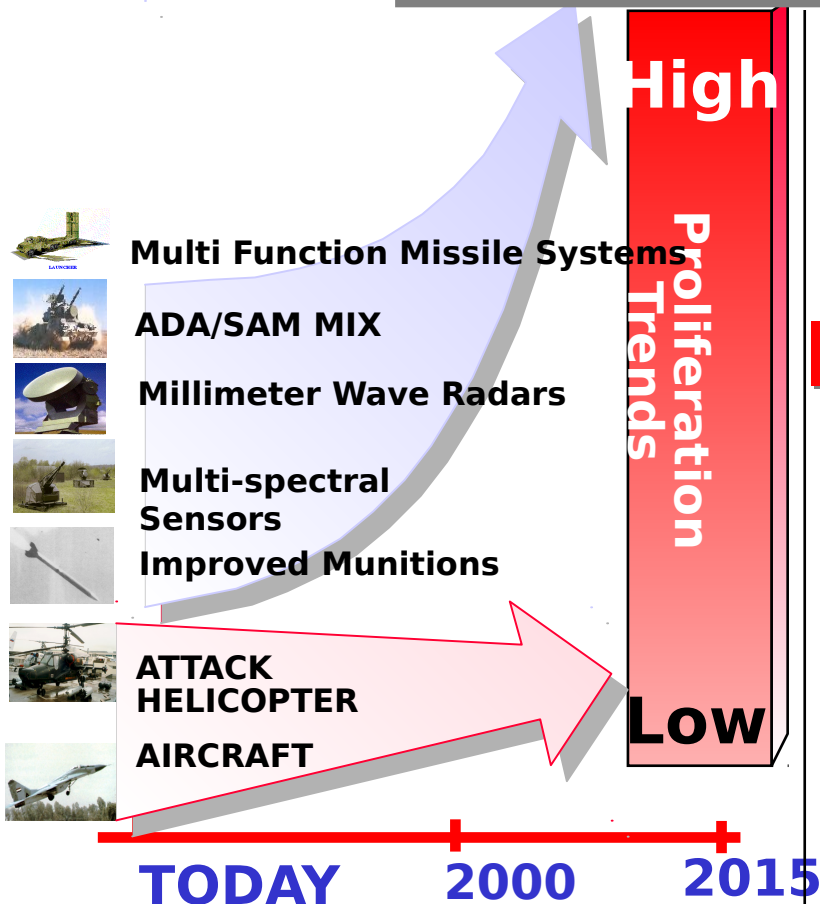 High
LAUNCHER
Multi Function Missile Systems
ADA/SAM MIX
Millimeter Wave Radars
Multi-spectral
Sensors
Improved Munitions
Proliferation
Trends
ATTACK
HELICOPTER
AIRCRAFT
Low
TODAY
2000
2015